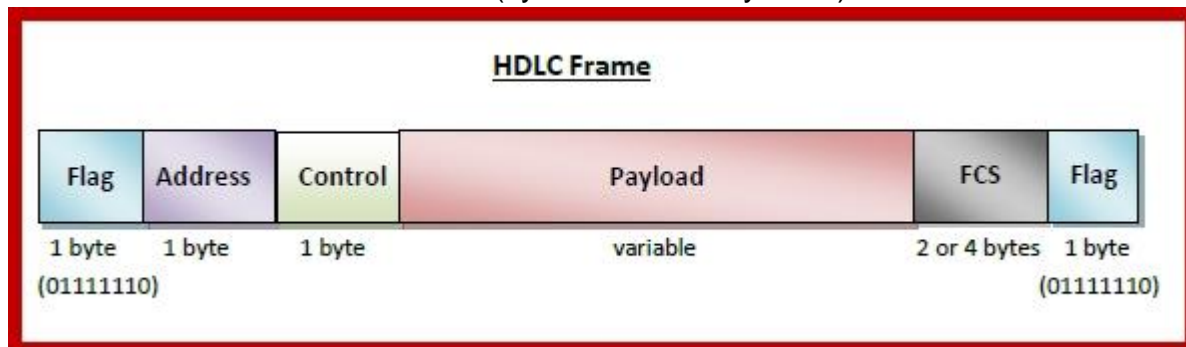 HDLC Frame
Flag Address Control Payload FCS Flag
1 byte 1 byte 1 byte variable 2 or 4 bytes 1 byte
(01111110) (01111110)